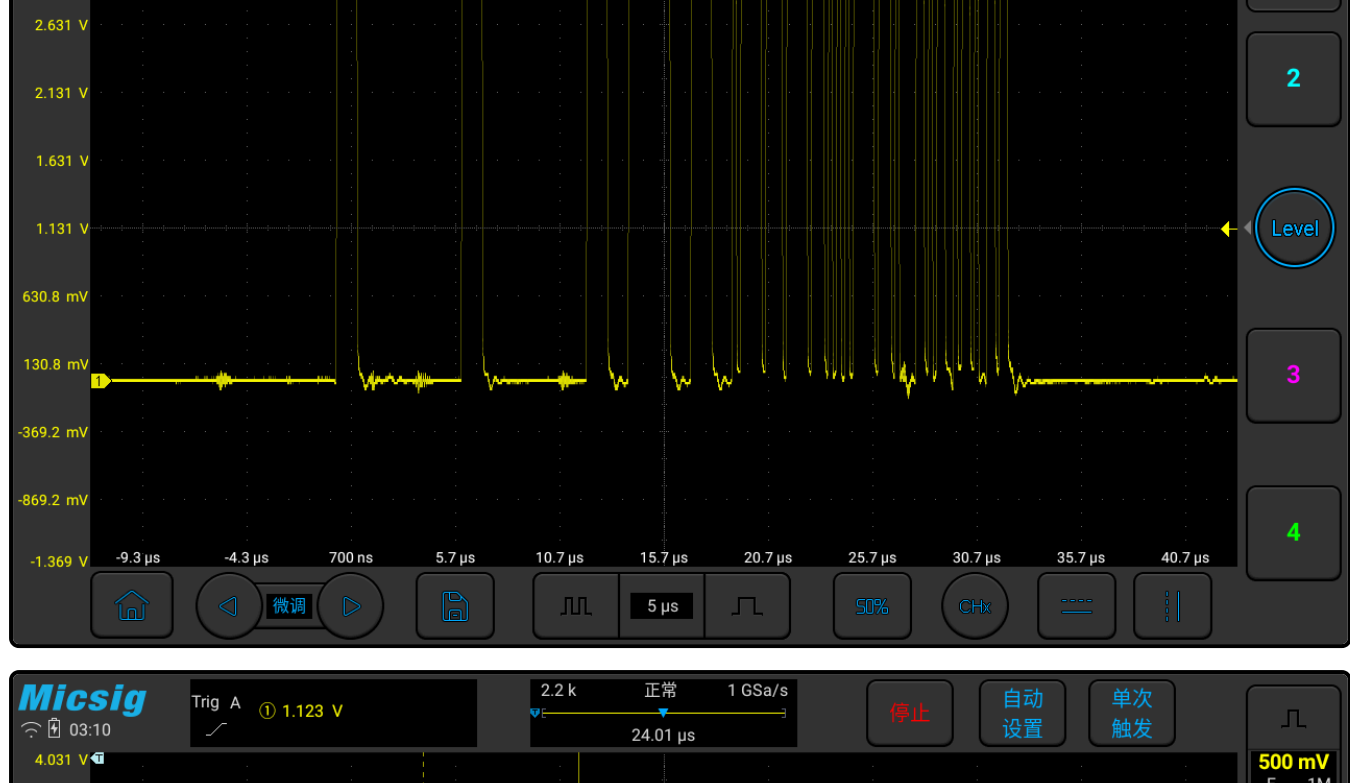 2.631 V
2
2.131 V
1.631 V
1.131 V
Level
630.8 mV
130.8 mV
1
3
-369.2 mV
-869.2 mV
4
-1.369 V
-9.3 μs -4.3 μs 700 ns 5.7 μs 10.7 μs 15.7 μs 20.7 μs 25.7 μs 30.7 μs 35.7 μs 40.7 μs
微调 5 μs 50% CHx
Micsig
Trig A ① 1.123 V
2.2 k 正常 1 GSa/s
24.01 μs
停止
自动
设置
单次
触发
03:10
4.031 V T
500 mV
1M